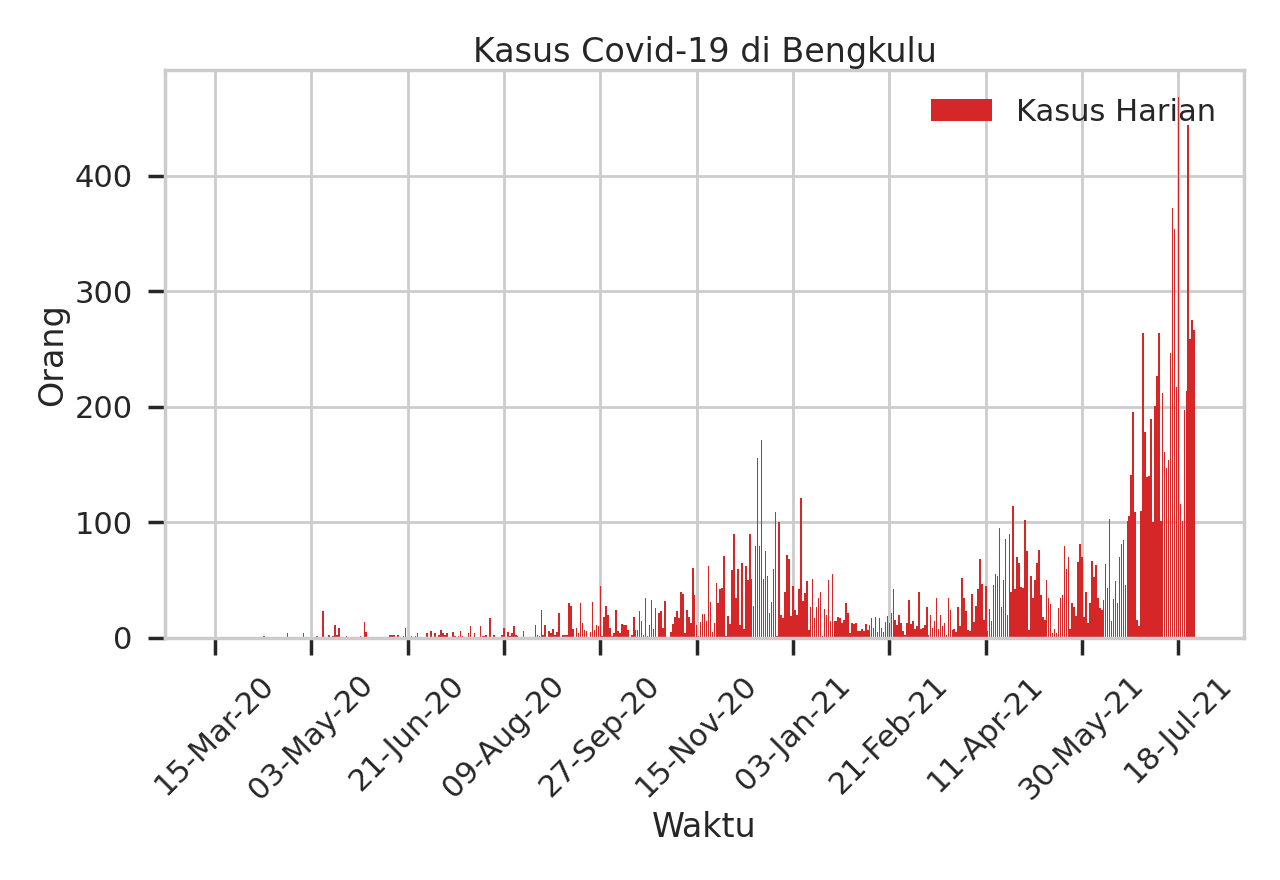 Kasus Covid-19 di Bengkulu
Kasus Harian
Orang
400
300
200
100
0
15-Mar-20
03-May-20
21-Jun-20
09-Aug-20
27-Sep-20
15-Nov-20
03-Jan-21
21-Feb-21
11-Apr-21
30-May-21
18-Jul-21
Waktu